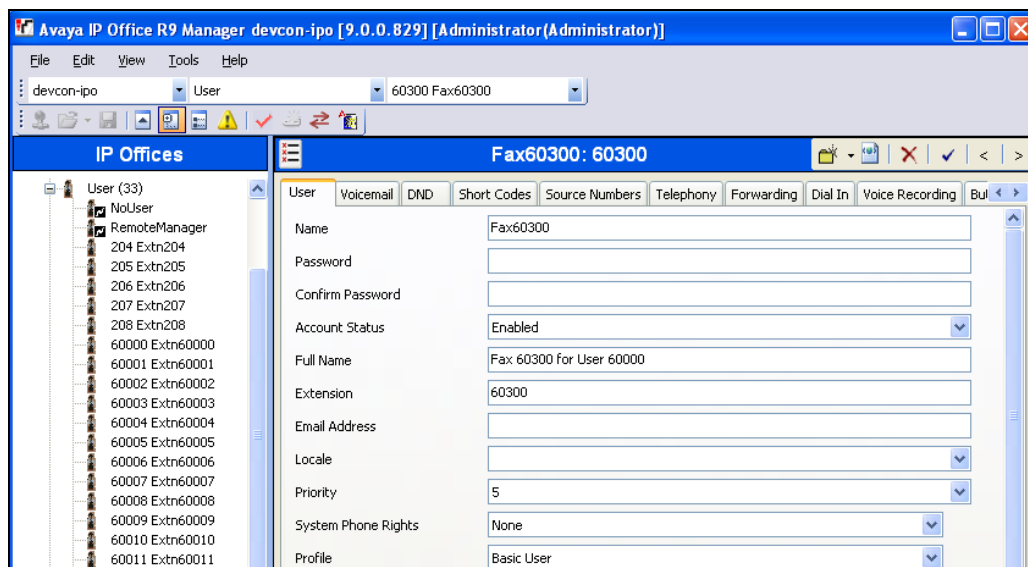 Avaya IP Office R9 Manager devcon-ipo [9.0.0.829] [Administrator(Administrator)]
File Edit View Tools Help
devcon-ipo User 60300 Fax60300
IP Offices
Fax60300: 60300
User (33)
NoUser
RemoteManager
204 Extn204
205 Extn205
206 Extn206
207 Extn207
208 Extn208
60000 Extn60000
60001 Extn60001
60002 Extn60002
60003 Extn60003
60004 Extn60004
60005 Extn60005
60006 Extn60006
60007 Extn60007
60008 Extn60008
60009 Extn60009
60010 Extn60010
60011 Extn60011
User Voicemail DND Short Codes Source Numbers Telephony Forwarding Dial In Voice Recording Bu
Name Fax60300
Password
Confirm Password
Account Status Enabled
Full Name Fax 60300 for User 60000
Extension 60300
Email Address
Locale
Priority 5
System Phone Rights None
Profile Basic User